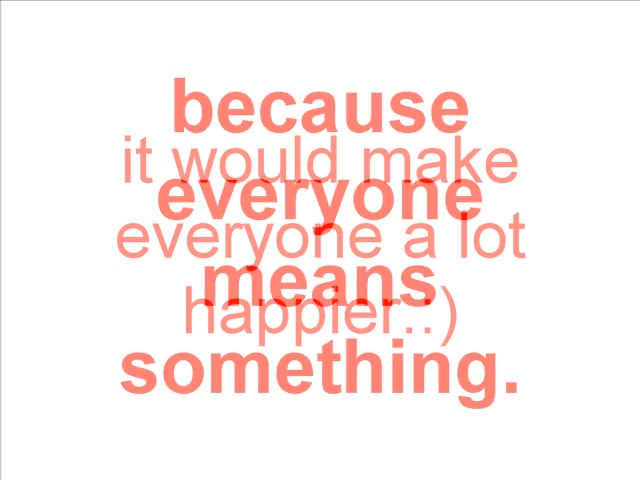 because
it would make
everyone
everyone a lot
means
happier..)
something.